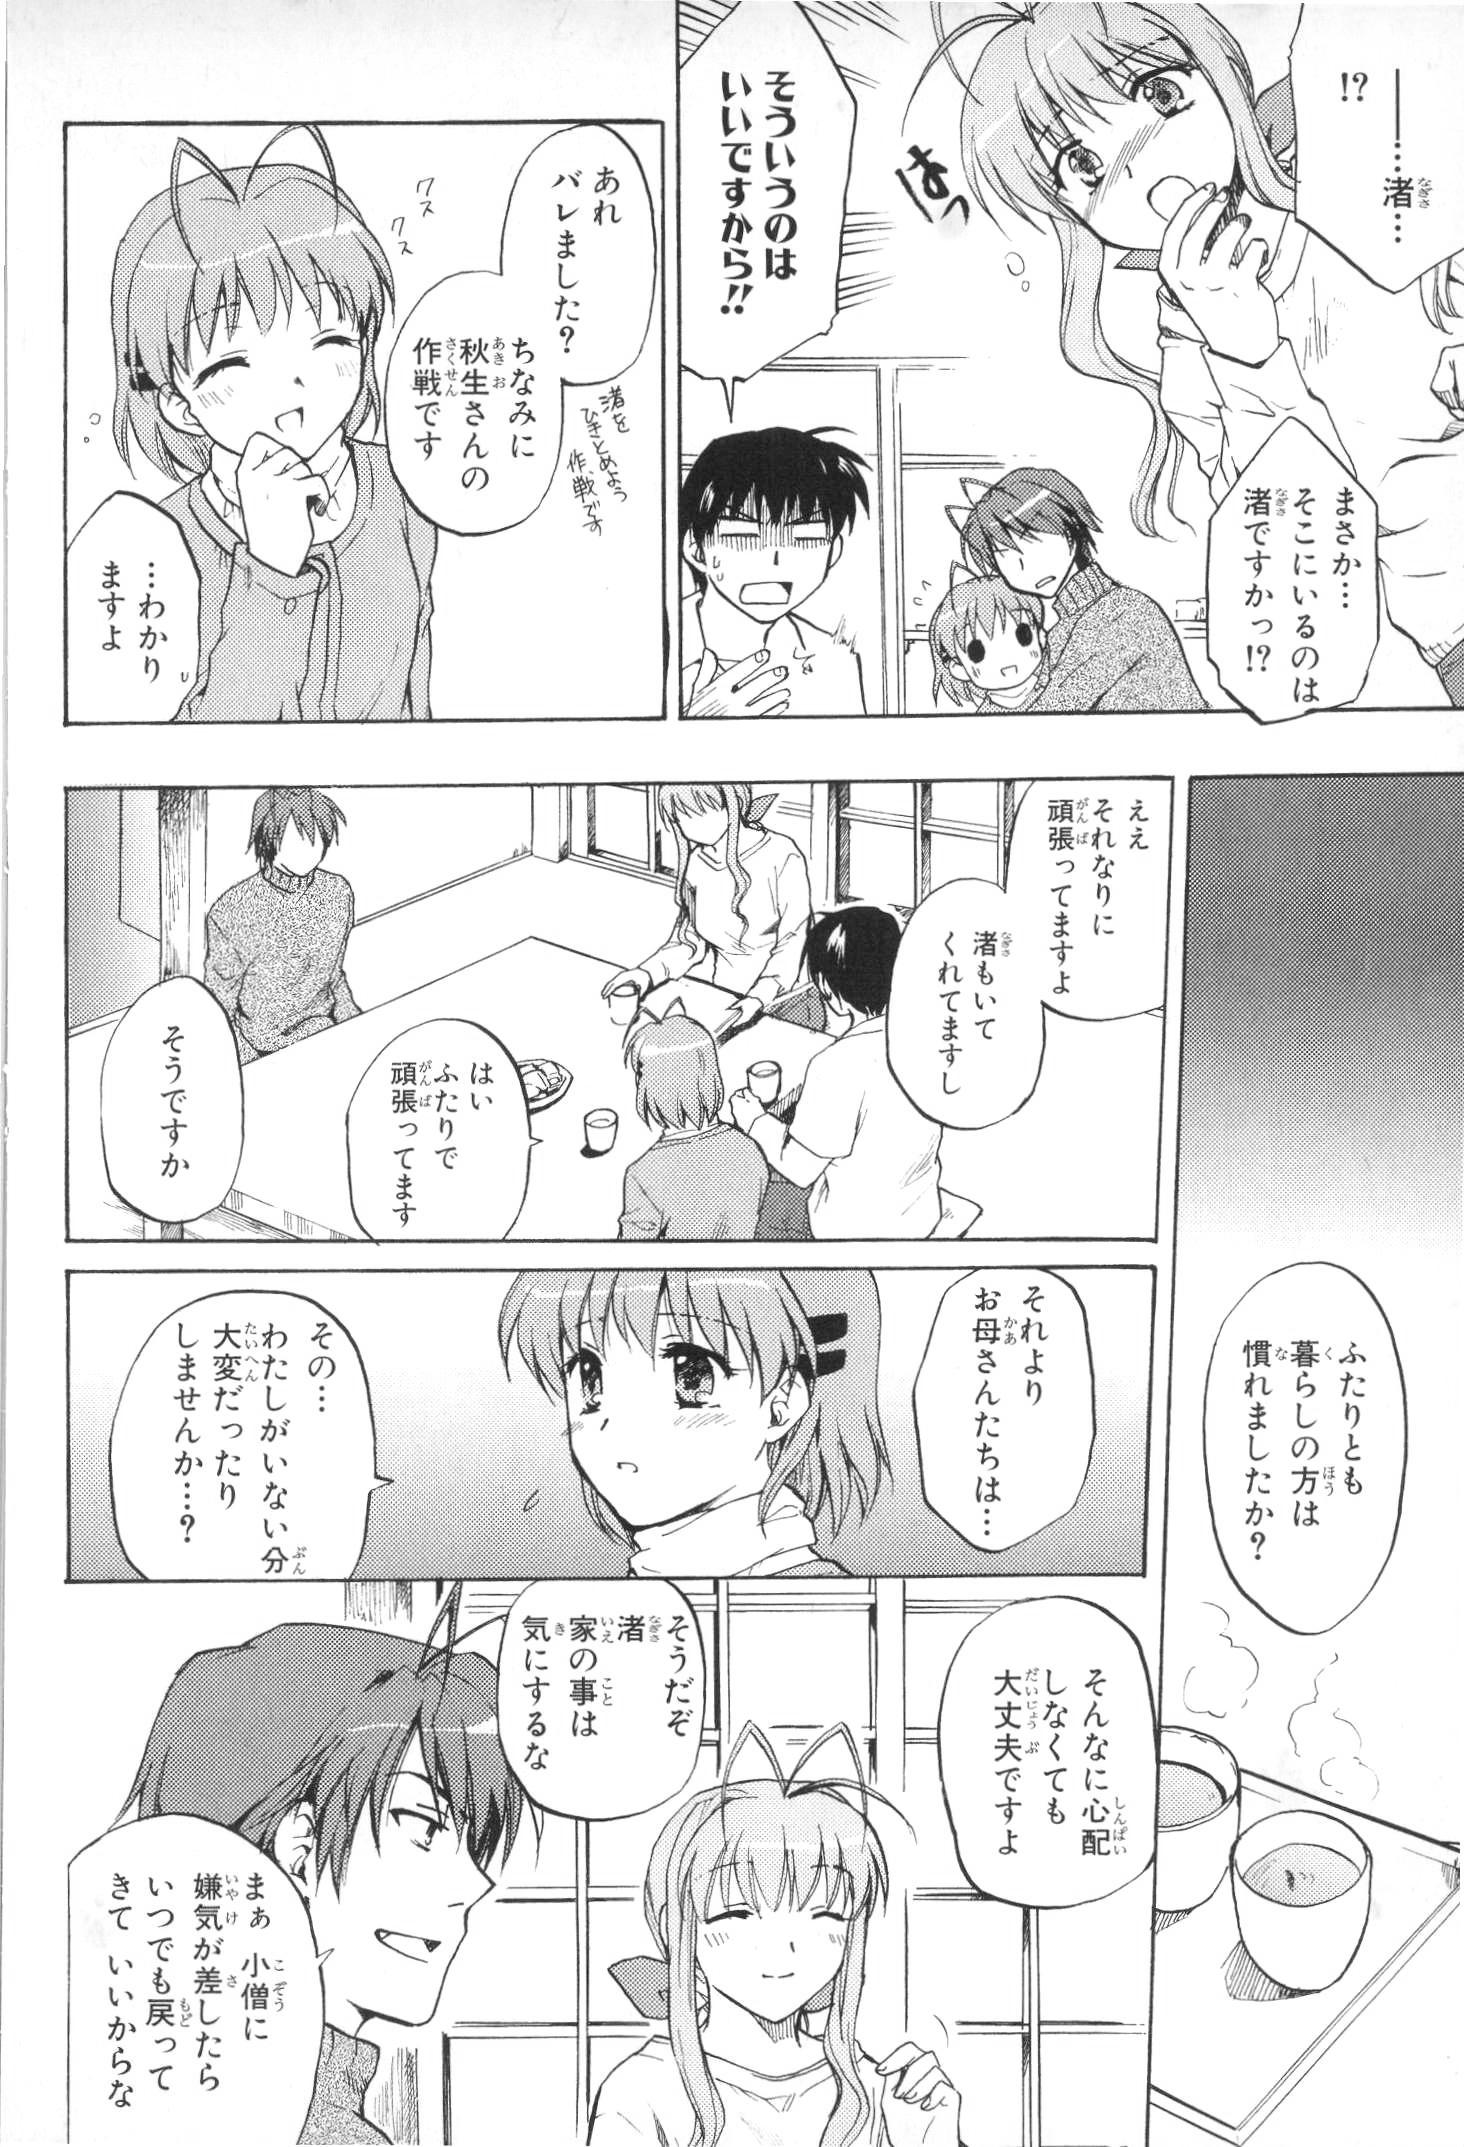 ――…渚…
!?
まさか…
そこにいるのは
渚ですかっ!?
はっ
そういうのは
いいですから!!
あれ
バレました?
ちなみに
秋生さんの
作戦です
渚を
ひきとめよう
作戦です
クス
クス
…わかり
ますよ
ふたりとも
暮らしの方は
慣れましたか?
ええ
それなりに
頑張ってますよ
渚もいて
くれてますし
はい
ふたりで
頑張ってます
そうですか
それより
お母さんたちは…
その…
わたしがいない分
大変だったり
しませんか…?
そんなに心配
しなくても
大丈夫ですよ
そうだぞ
渚
家の事は
気にするな
まぁ 小僧に
嫌気が差したら
いつでも戻って
きて いいからな